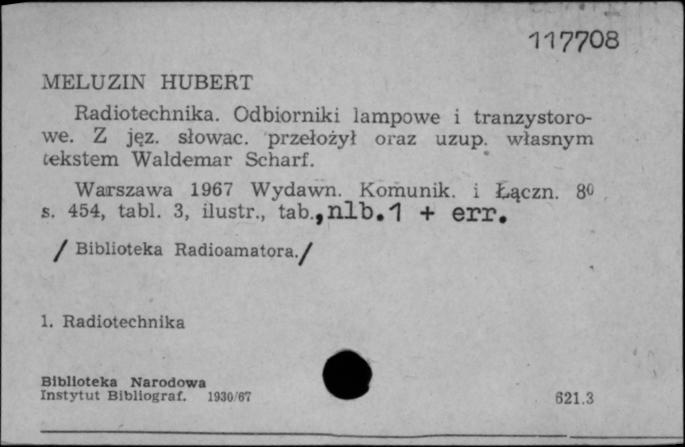 117708
MELUZIN HUBERT
Radiotechnika. Odbiorniki lampowe i tranzystoro-
we. Z jęz. słowac. przełożył oraz uzup. własnym
tekstem Waldemar Scharf.
Warszawa 1967 Wydawn. Komunik. i Łączn. 8⁰
s. 454, tabl. 3, ilustr., tab.,nlb.1 + err.
/ Biblioteka Radioamatora./
1. Radiotechnika
Biblioteka Narodowa
Instytut Bibliograf. 1930/67
621.3